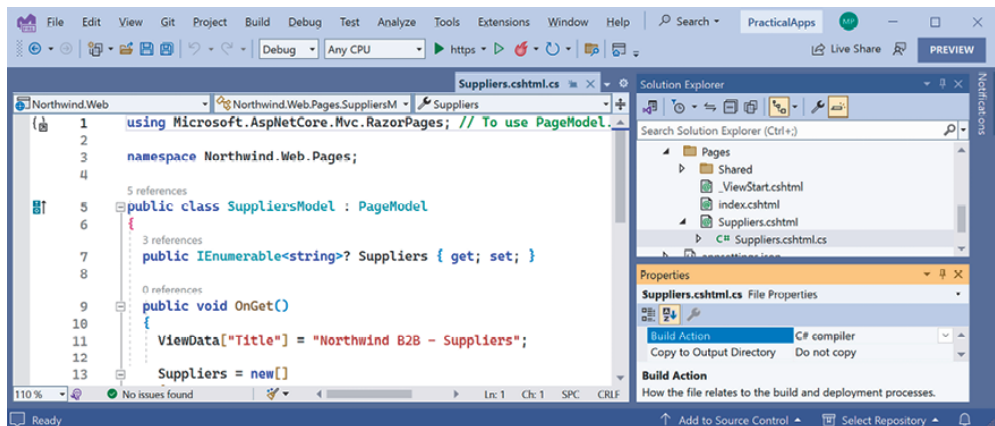 File Edit View Git Project Build Debug Test Analyze Tools Extensions Window Help Search PracticalApps MP
Debug Any CPU https Live Share PREVIEW
Suppliers.cshtml.cs
Northwind.Web Northwind.Web.Pages.SuppliersM Suppliers
1 using Microsoft.AspNetCore.Mvc.RazorPages; // To use PageModel.
2
3 namespace Northwind.Web.Pages;
4
5 references
5 public class SuppliersModel : PageModel
6 {
3 references
7 public IEnumerable<string>? Suppliers { get; set; }
8
0 references
9 public void OnGet()
10 {
11 ViewData["Title"] = "Northwind B2B - Suppliers";
12
13 Suppliers = new[]
110 % No issues found Ln: 1 Ch: 1 SPC CRLF
Solution Explorer
Search Solution Explorer (Ctrl+;)
Pages
Shared
_ViewStart.cshtml
index.cshtml
Suppliers.cshtml
C# Suppliers.cshtml.cs
appsettings.json
Properties
Suppliers.cshtml.cs File Properties
Build Action C# compiler
Copy to Output Directory Do not copy
Build Action
How the file relates to the build and deployment processes.
Notifications
Ready Add to Source Control Select Repository